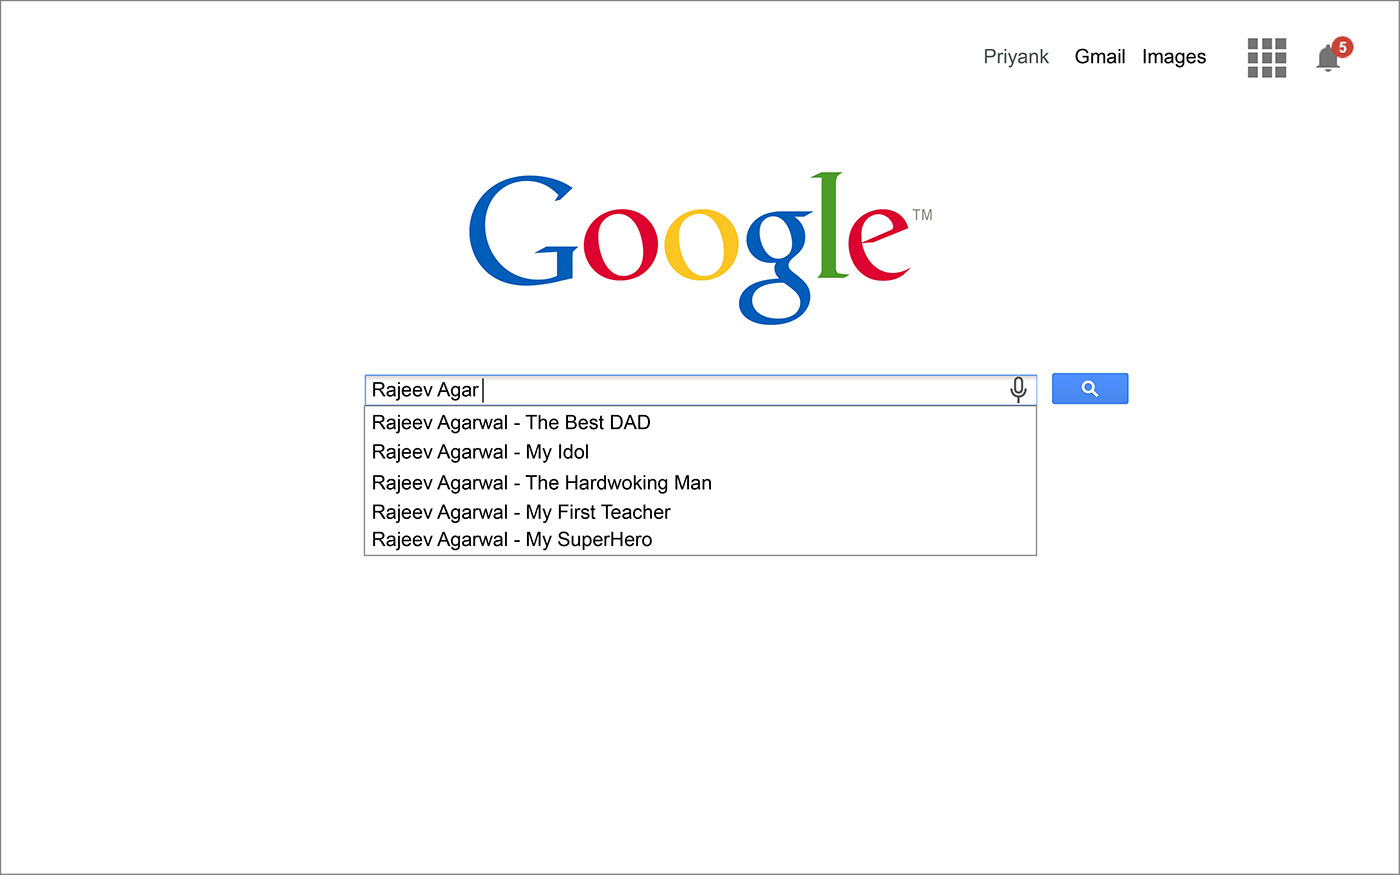 Priyank Gmail Images 5
Google™
Rajeev Agar
Rajeev Agarwal - The Best DAD
Rajeev Agarwal - My Idol
Rajeev Agarwal - The Hardwoking Man
Rajeev Agarwal - My First Teacher
Rajeev Agarwal - My SuperHero